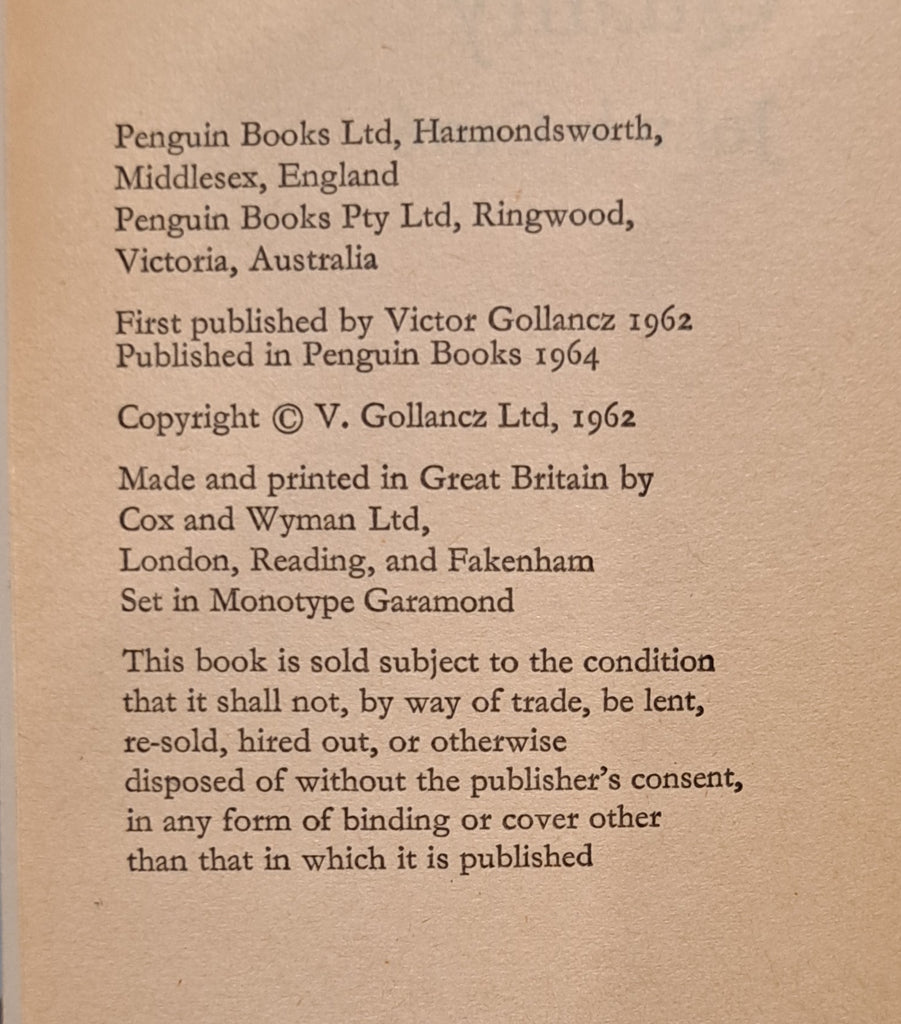 Penguin Books Ltd, Harmondsworth,
Middlesex, England
Penguin Books Pty Ltd, Ringwood,
Victoria, Australia
First published by Victor Gollancz 1962
Published in Penguin Books 1964
Copyright © V. Gollancz Ltd, 1962
Made and printed in Great Britain by
Cox and Wyman Ltd,
London, Reading, and Fakenham
Set in Monotype Garamond
This book is sold subject to the condition
that it shall not, by way of trade, be lent,
re-sold, hired out, or otherwise
disposed of without the publisher's consent,
in any form of binding or cover other
than that in which it is published